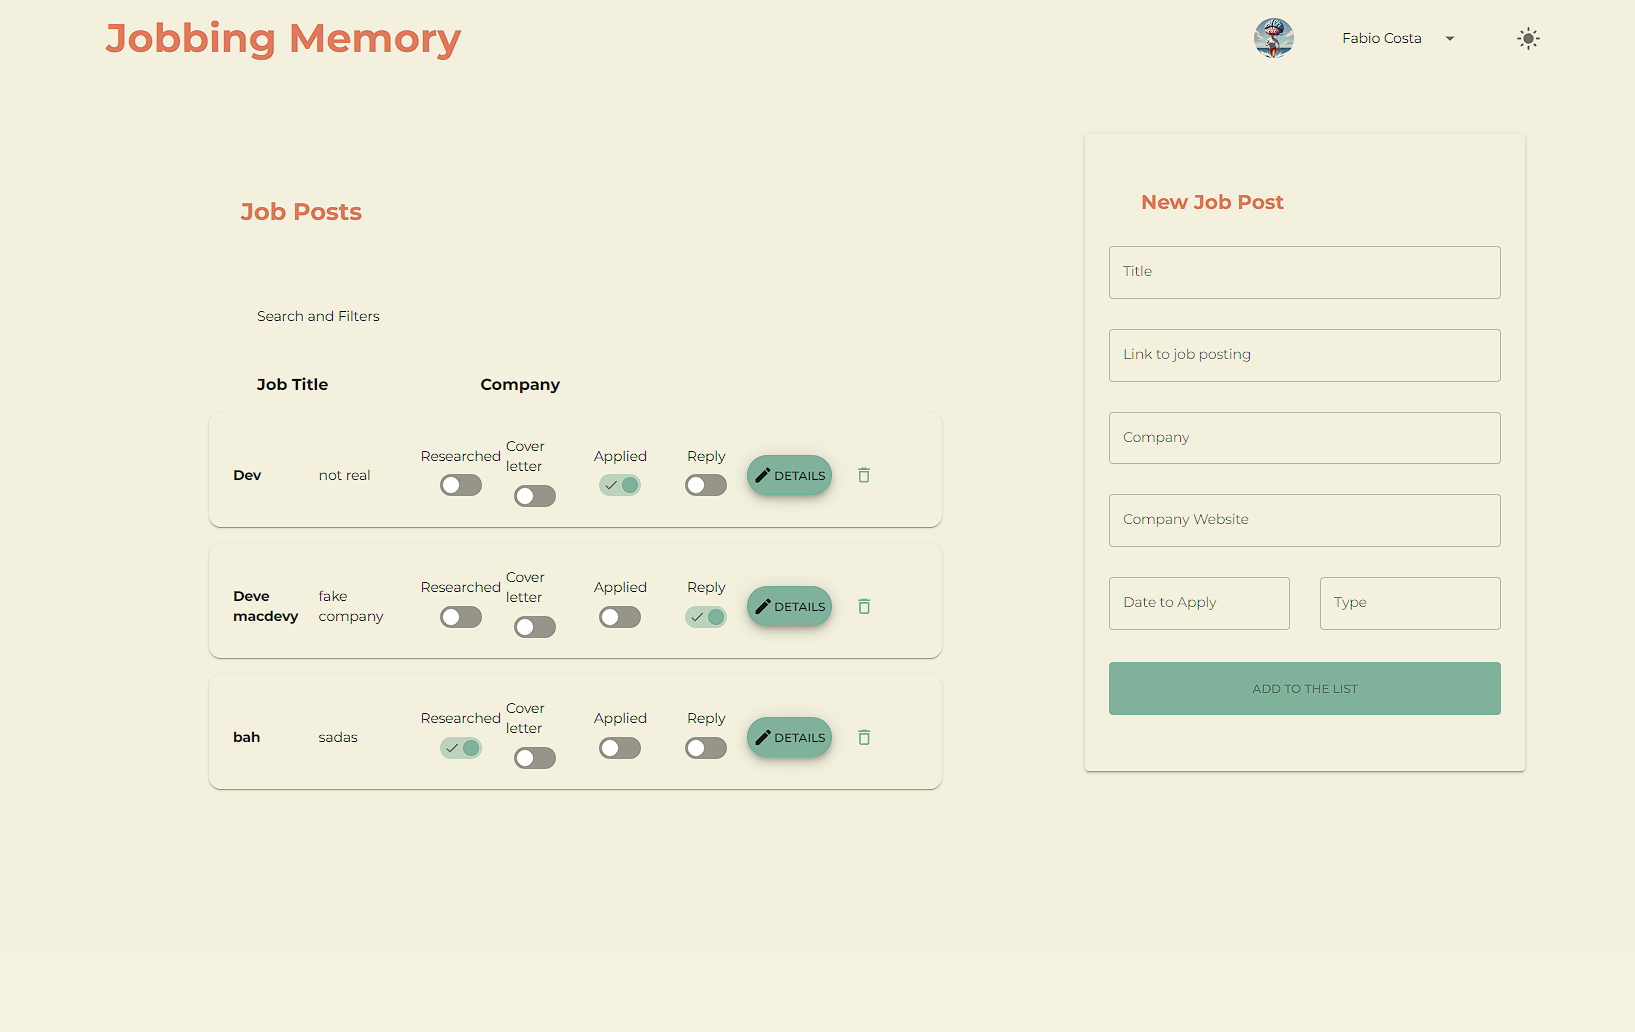 Jobbing Memory
Fabio Costa
Job Posts
Search and Filters
Job Title Company
Dev
not real
Researched
Cover
letter
Applied
Reply
DETAILS
Deve
macdevy
fake
company
Researched
Cover
letter
Applied
Reply
DETAILS
bah
sadas
Researched
Cover
letter
Applied
Reply
DETAILS
New Job Post
Title
Link to job posting
Company
Company Website
Date to Apply
Type
ADD TO THE LIST